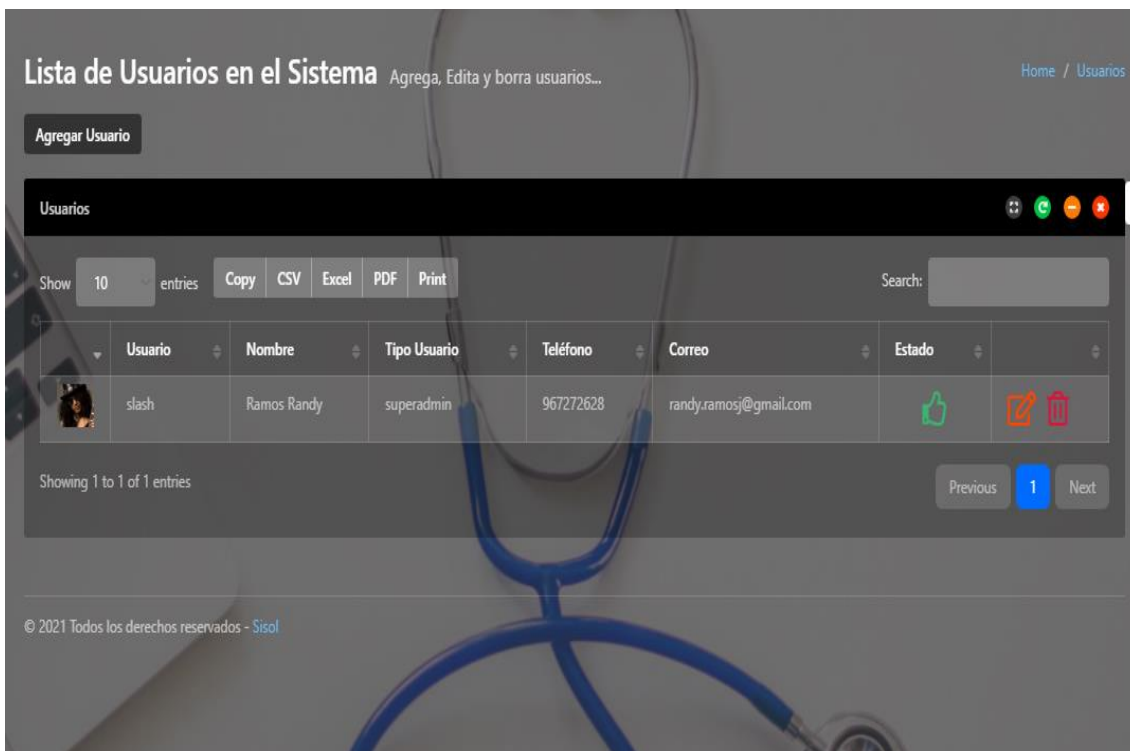 Lista de Usuarios en el Sistema Agrega, Edita y borra usuarios...
Home / Usuarios
Agregar Usuario
Usuarios
Show 10 entries Copy CSV Excel PDF Print Search:
Usuario Nombre Tipo Usuario Teléfono Correo Estado
slash Ramos Randy superadmin 967272628 randy.ramosj@gmail.com
Showing 1 to 1 of 1 entries
Previous 1 Next
© 2021 Todos los derechos reservados - Sisol